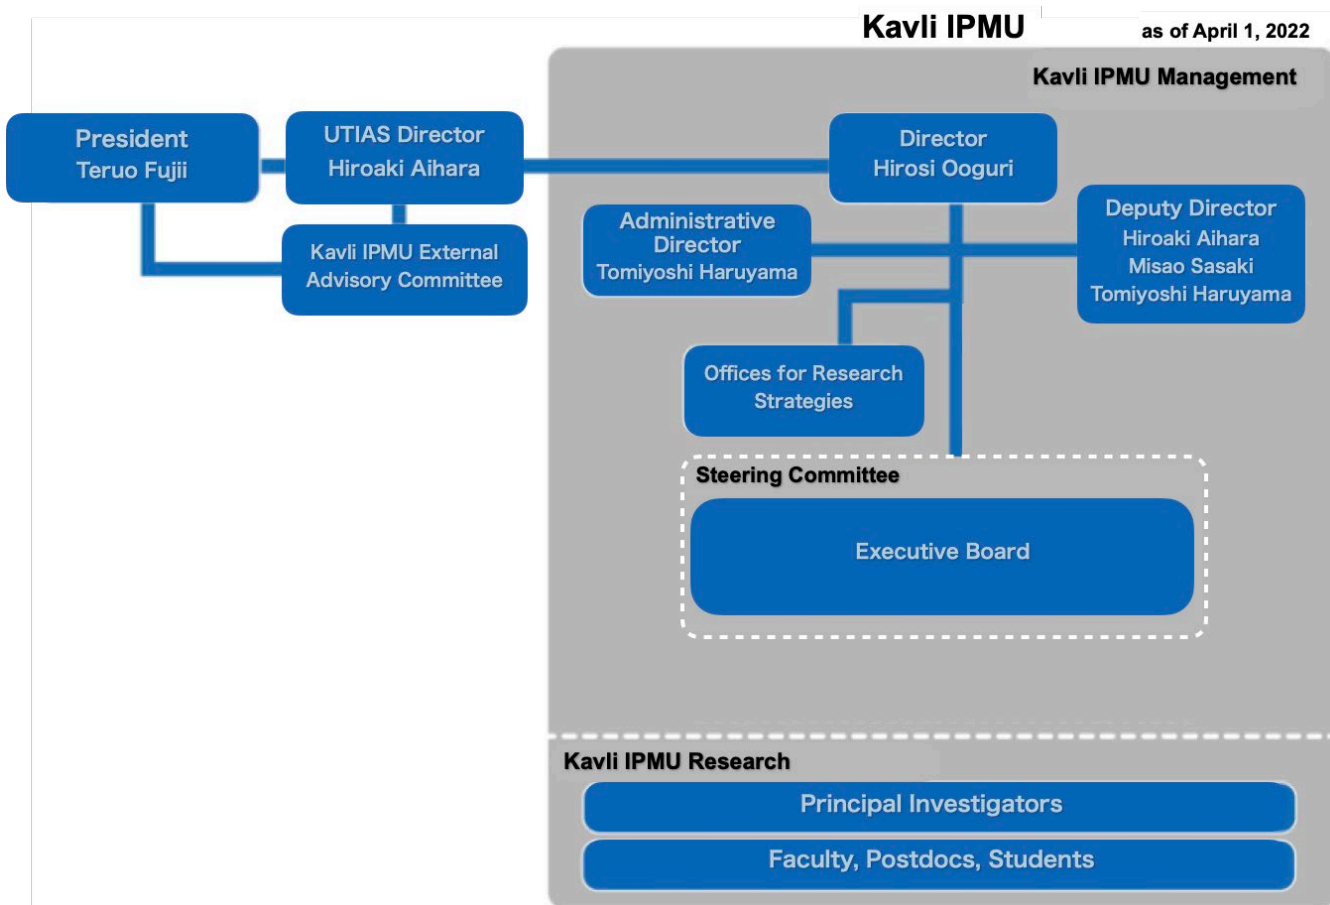 Kavli IPMU
as of April 1, 2022
Kavli IPMU Management
President
Teruo Fujii
UTIAS Director
Hiroaki Aihara
Director
Hirosi Ooguri
Kavli IPMU External
Advisory Committee
Administrative
Director
Tomiyoshi Haruyama
Deputy Director
Hiroaki Aihara
Misao Sasaki
Tomiyoshi Haruyama
Offices for Research
Strategies
Steering Committee
Executive Board
Kavli IPMU Research
Principal Investigators
Faculty, Postdocs, Students